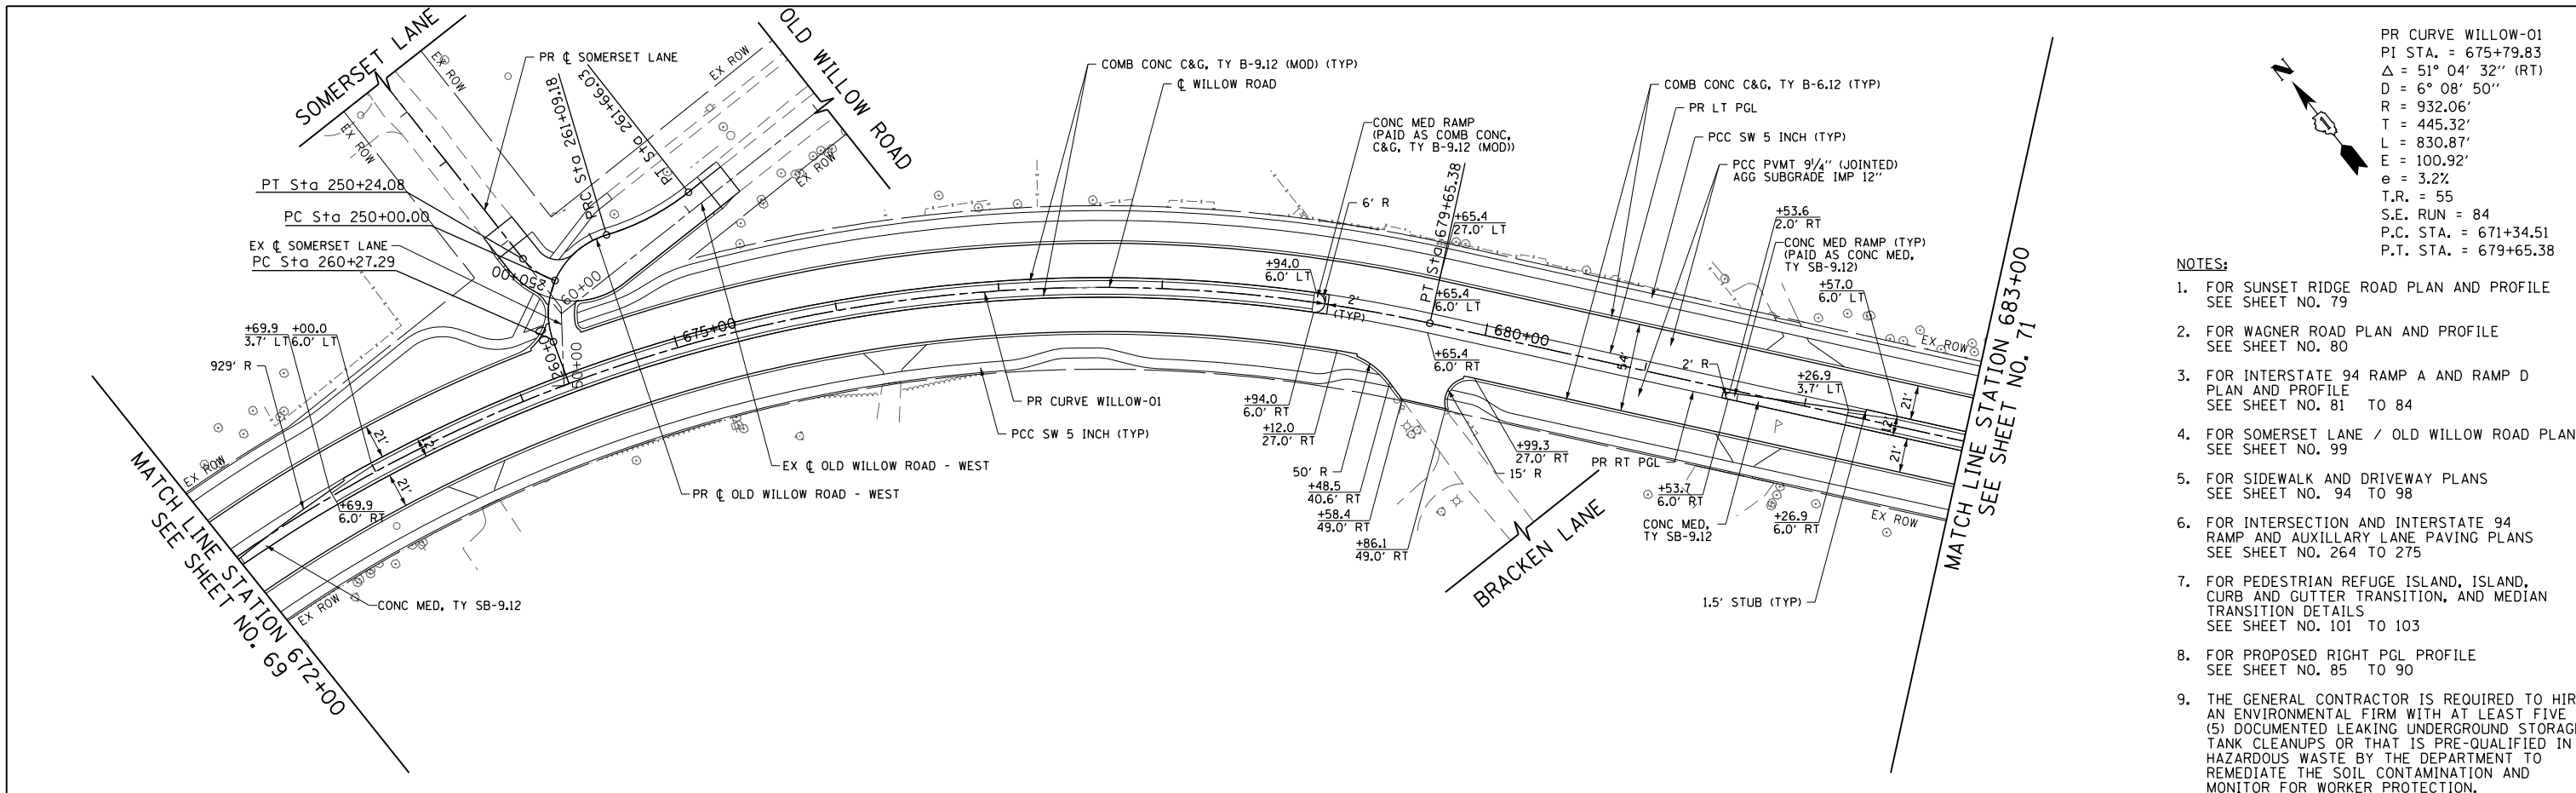 SOMERSET LANE
OLD WILLOW ROAD
EX ROW
EX ROW
EX ROW
EX ROW
PR ℄ SOMERSET LANE
PRC Sta 261+09.18
PI Sta 261+66.03
PT Sta 250+24.08
PC Sta 250+00.00
EX ℄ SOMERSET LANE
PC Sta 260+27.29
250+00
260+00
50+00
+69.9
3.7' LT
+00.0
6.0' LT
929' R
21'
12'
21'
+69.9
6.0' RT
EX ROW
EX ROW
MATCH LINE STATION 672+00
SEE SHEET NO. 69
CONC MED, TY SB-9.12
675+00
COMB CONC C&G, TY B-9.12 (MOD) (TYP)
℄ WILLOW ROAD
PR CURVE WILLOW-01
PCC SW 5 INCH (TYP)
EX ℄ OLD WILLOW ROAD - WEST
PR ℄ OLD WILLOW ROAD - WEST
CONC MED RAMP
(PAID AS COMB CONC,
C&G, TY B-9.12 (MOD))
6' R
+94.0
6.0' LT
2'
(TYP)
PT Sta 679+65.38
+65.4
27.0' LT
+65.4
6.0' LT
+65.4
6.0' RT
+94.0
6.0' RT
+12.0
27.0' RT
50' R
+48.5
40.6' RT
+58.4
49.0' RT
+86.1
49.0' RT
+99.3
27.0' RT
15' R
BRACKEN LANE
COMB CONC C&G, TY B-6.12 (TYP)
PR LT PGL
PCC SW 5 INCH (TYP)
PCC PVMT 9¼'' (JOINTED)
AGG SUBGRADE IMP 12''
+53.6
2.0' RT
CONC MED RAMP (TYP)
(PAID AS CONC MED,
TY SB-9.12)
+57.0
6.0' LT
680+00
54'
2' R
+26.9
3.7' LT
PR RT PGL
+53.7
6.0' RT
CONC MED,
TY SB-9.12
+26.9
6.0' RT
P
1.5' STUB (TYP)
21'
12'
21'
EX ROW
EX ROW
MATCH LINE STATION 683+00
SEE SHEET NO. 71
N
PR CURVE WILLOW-01
PI STA. = 675+79.83
Δ = 51° 04' 32'' (RT)
D = 6° 08' 50''
R = 932.06'
T = 445.32'
L = 830.87'
E = 100.92'
e = 3.2%
T.R. = 55
S.E. RUN = 84
P.C. STA. = 671+34.51
P.T. STA. = 679+65.38
NOTES:
1. FOR SUNSET RIDGE ROAD PLAN AND PROFILE
SEE SHEET NO. 79
2. FOR WAGNER ROAD PLAN AND PROFILE
SEE SHEET NO. 80
3. FOR INTERSTATE 94 RAMP A AND RAMP D
PLAN AND PROFILE
SEE SHEET NO. 81 TO 84
4. FOR SOMERSET LANE / OLD WILLOW ROAD PLAN
SEE SHEET NO. 99
5. FOR SIDEWALK AND DRIVEWAY PLANS
SEE SHEET NO. 94 TO 98
6. FOR INTERSECTION AND INTERSTATE 94
RAMP AND AUXILLARY LANE PAVING PLANS
SEE SHEET NO. 264 TO 275
7. FOR PEDESTRIAN REFUGE ISLAND, ISLAND,
CURB AND GUTTER TRANSITION, AND MEDIAN
TRANSITION DETAILS
SEE SHEET NO. 101 TO 103
8. FOR PROPOSED RIGHT PGL PROFILE
SEE SHEET NO. 85 TO 90
9. THE GENERAL CONTRACTOR IS REQUIRED TO HIR
AN ENVIRONMENTAL FIRM WITH AT LEAST FIVE
(5) DOCUMENTED LEAKING UNDERGROUND STORAG
TANK CLEANUPS OR THAT IS PRE-QUALIFIED IN
HAZARDOUS WASTE BY THE DEPARTMENT TO
REMEDIATE THE SOIL CONTAMINATION AND
MONITOR FOR WORKER PROTECTION.